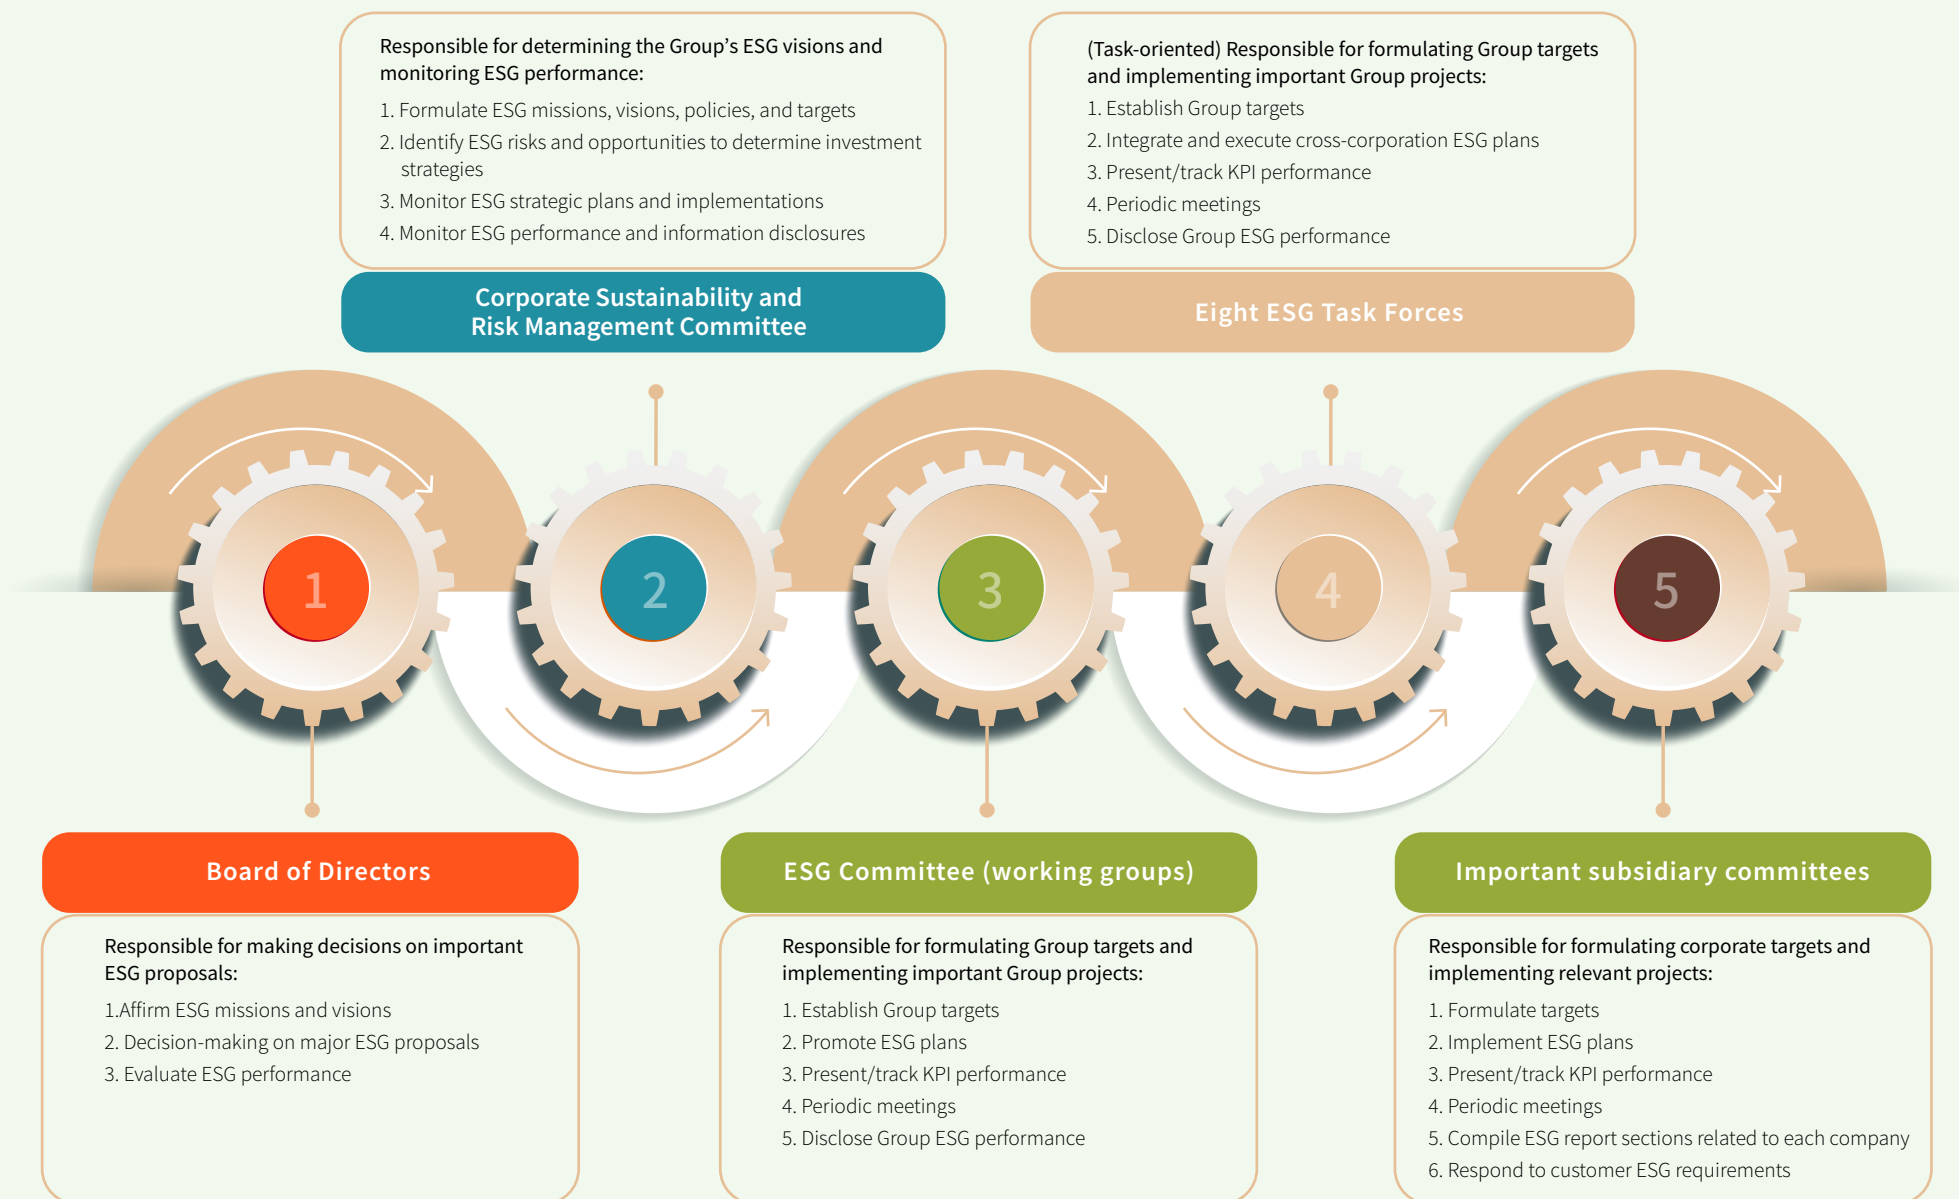 Responsible for determining the Group’s ESG visions and
monitoring ESG performance:
1. Formulate ESG missions, visions, policies, and targets
2. Identify ESG risks and opportunities to determine investment
strategies
3. Monitor ESG strategic plans and implementations
4. Monitor ESG performance and information disclosures
Corporate Sustainability and
Risk Management Committee
(Task-oriented) Responsible for formulating Group targets
and implementing important Group projects:
1. Establish Group targets
2. Integrate and execute cross-corporation ESG plans
3. Present/track KPI performance
4. Periodic meetings
5. Disclose Group ESG performance
Eight ESG Task Forces
1
2
3
4
5
Board of Directors
Responsible for making decisions on important
ESG proposals:
1.Affirm ESG missions and visions
2. Decision-making on major ESG proposals
3. Evaluate ESG performance
ESG Committee (working groups)
Responsible for formulating Group targets and
implementing important Group projects:
1. Establish Group targets
2. Promote ESG plans
3. Present/track KPI performance
4. Periodic meetings
5. Disclose Group ESG performance
Important subsidiary committees
Responsible for formulating corporate targets and
implementing relevant projects:
1. Formulate targets
2. Implement ESG plans
3. Present/track KPI performance
4. Periodic meetings
5. Compile ESG report sections related to each company
6. Respond to customer ESG requirements